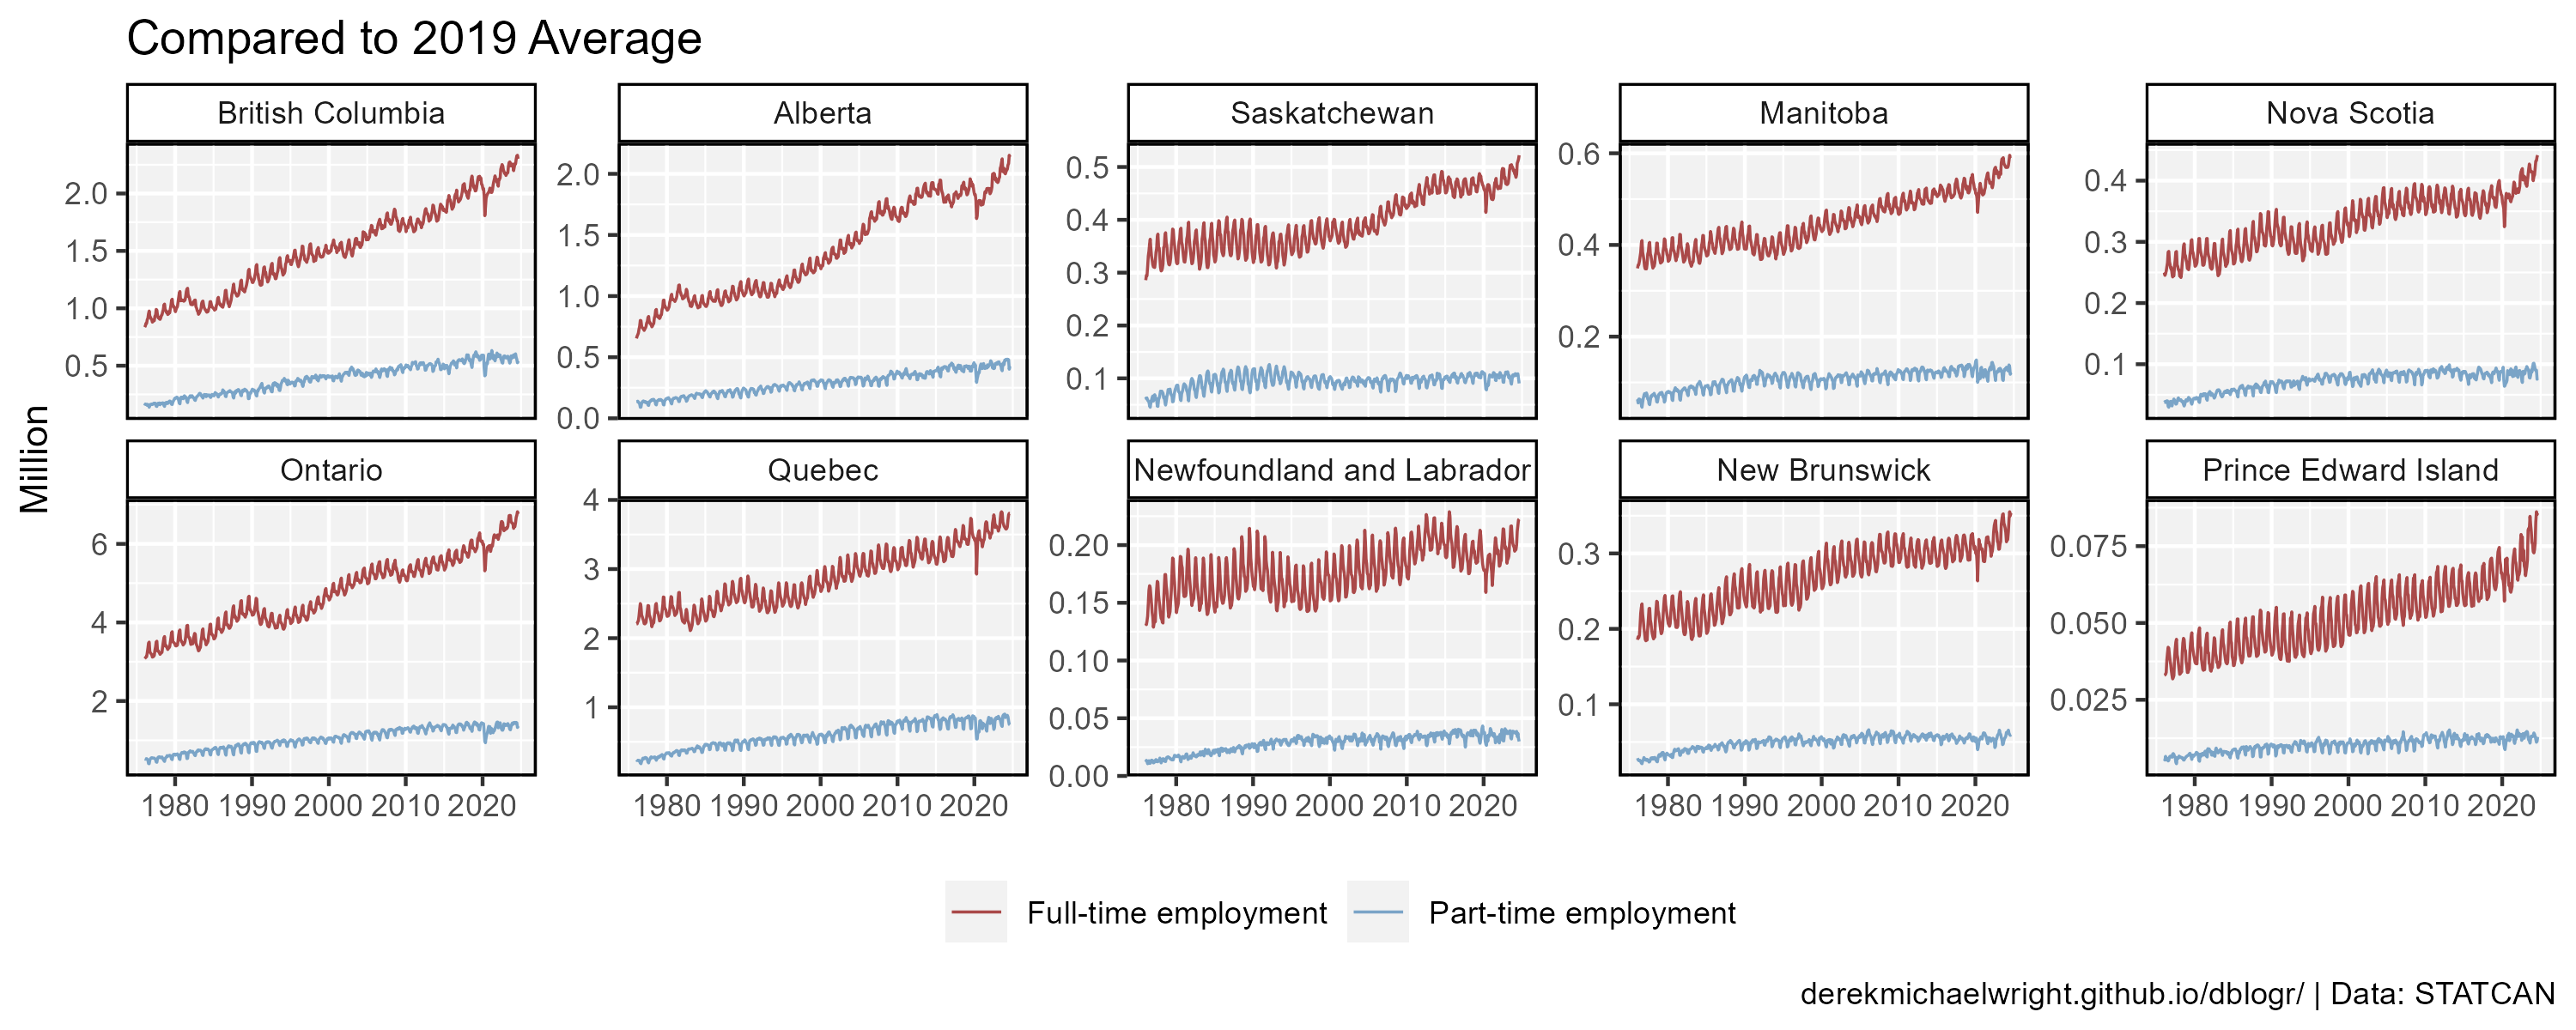 Compared to 2019 Average
British Columbia Alberta Saskatchewan Manitoba Nova Scotia
2.0 1.5 1.0 0.5
2.0 1.5 1.0 0.5 0.0
0.5 0.4 0.3 0.2 0.1
0.6 0.4 0.2
0.4 0.3 0.2 0.1
Million
Ontario Quebec Newfoundland and Labrador New Brunswick Prince Edward Island
6 4 2
4 3 2 1
0.20 0.15 0.10 0.05 0.00
0.3 0.2 0.1
0.075 0.050 0.025
1980 1990 2000 2010 2020 1980 1990 2000 2010 2020 1980 1990 2000 2010 2020 1980 1990 2000 2010 2020 1980 1990 2000 2010 2020
Full-time employment Part-time employment
derekmichaelwright.github.io/dblogr/ | Data: STATCAN